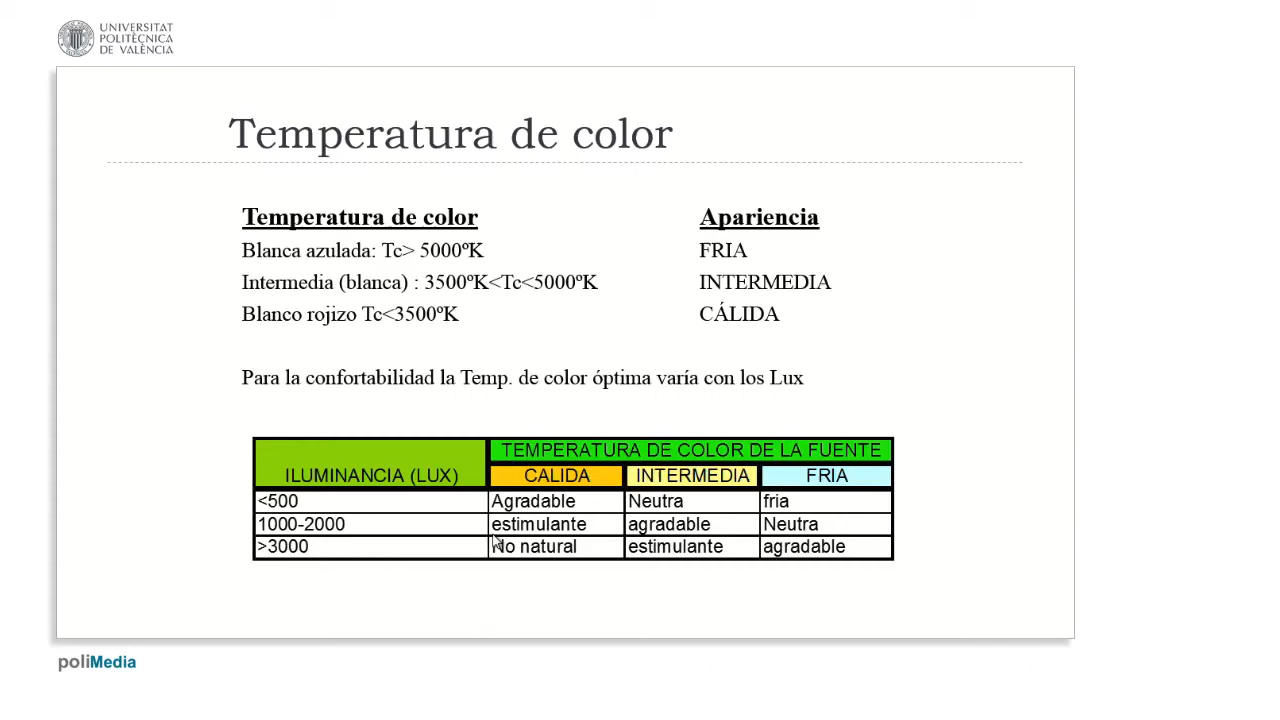 UNIVERSITAT
POLITÈCNICA
DE VALÈNCIA
Temperatura de color
Temperatura de color Apariencia
Blanca azulada: Tc> 5000ºK FRIA
Intermedia (blanca) : 3500ºK<Tc<5000ºK INTERMEDIA
Blanco rojizo Tc<3500ºK CÁLIDA
Para la confortabilidad la Temp. de color óptima varía con los Lux
TEMPERATURA DE COLOR DE LA FUENTE
ILUMINANCIA (LUX) CALIDA INTERMEDIA FRIA
<500 Agradable Neutra fria
1000-2000 estimulante agradable Neutra
>3000 No natural estimulante agradable
poliMedia